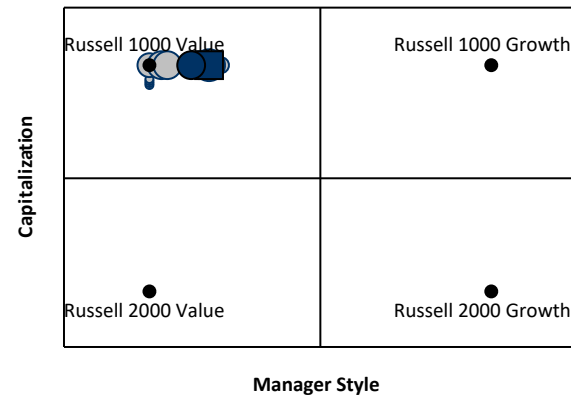 Russell 1000 Value
Russell 1000 Growth
Capitalization
Russell 2000 Value
Russell 2000 Growth
Manager Style